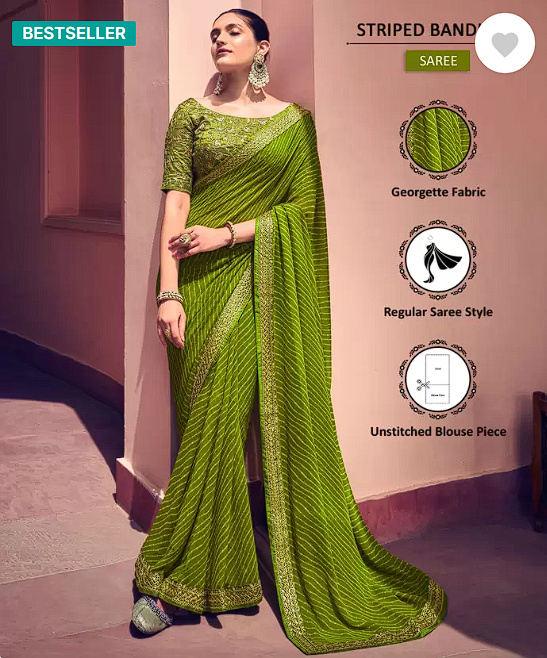 BESTSELLER
STRIPED BAND
SAREE
Georgette Fabric
Regular Saree Style
Unstitched Blouse Piece